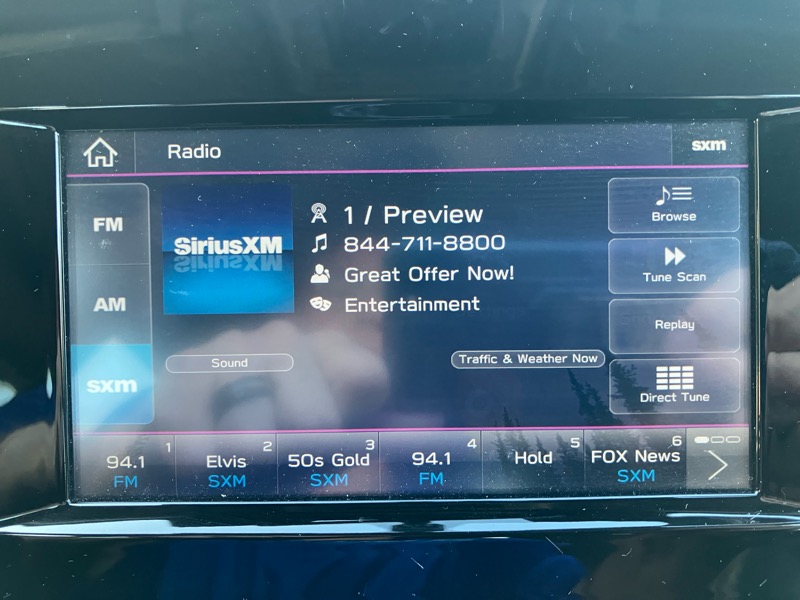 Radio
sxm
FM
AM
sxm
SiriusXM
1 / Preview
844-711-8800
Great Offer Now!
Entertainment
Sound
Traffic & Weather Now
Browse
Tune Scan
Replay
Direct Tune
1
94.1
FM
2
Elvis
SXM
3
50s Gold
SXM
4
94.1
FM
5
Hold
6
FOX News
SXM